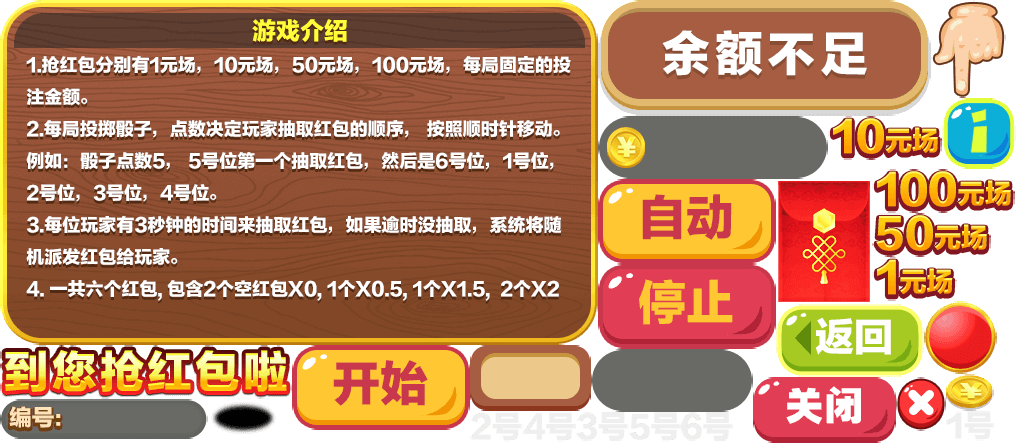 游戏介绍
1.抢红包分别有1元场，10元场，50元场，100元场，每局固定的投
注金额。
2.每局投掷骰子，点数决定玩家抽取红包的顺序， 按照顺时针移动。
例如：骰子点数5， 5号位第一个抽取红包，然后是6号位，1号位，
2号位，3号位，4号位。
3.每位玩家有3秒钟的时间来抽取红包，如果逾时没抽取，系统将随
机派发红包给玩家。
4. 一共六个红包, 包含2个空红包X0, 1个X0.5, 1个X1.5,  2个X2
余额不足
¥
10元场
i
自动
100元场
50元场
1元场
停止
返回
到您抢红包啦
开始
关闭
¥
编号:
2号4号3号5号6号
1号